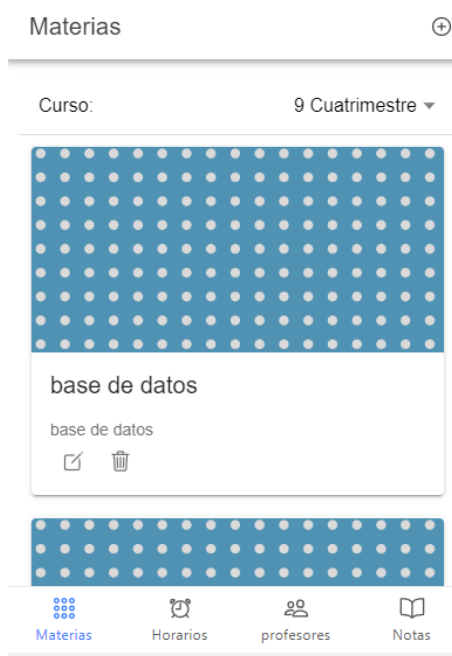 Materias
Curso: 9 Cuatrimestre
base de datos
base de datos
Materias Horarios profesores Notas